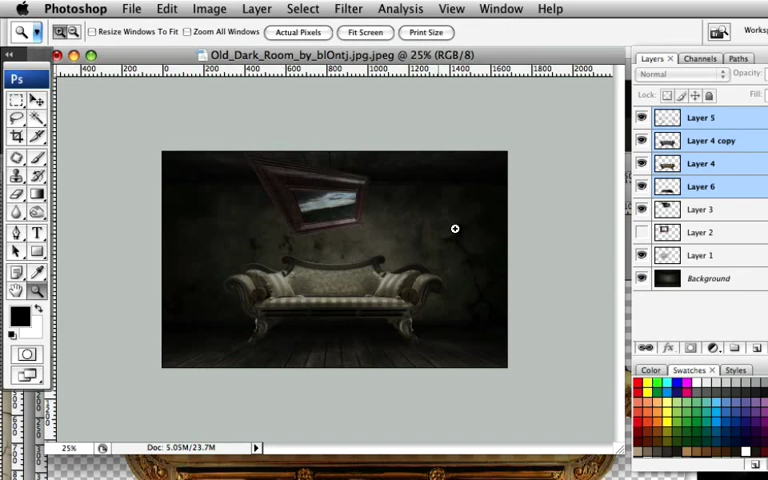 Photoshop File Edit Image Layer Select Filter Analysis View Window Help
Resize Windows To Fit Zoom All Windows Actual Pixels Fit Screen Print Size
Old_Dark_Room_by_blOntj.jpg.jpeg @ 25% (RGB/8)
400 200 0 200 400 600 800 1000 1200 1400 1600 1800 2000
Ps
T
Layers x Channels Paths
Normal Opacity:
Lock: Fill:
Layer 5
Layer 4 copy
Layer 4
Layer 6
Layer 3
Layer 2
Layer 1
Background
fx
Color Swatches x Styles
25% Doc: 5.05M/23.7M